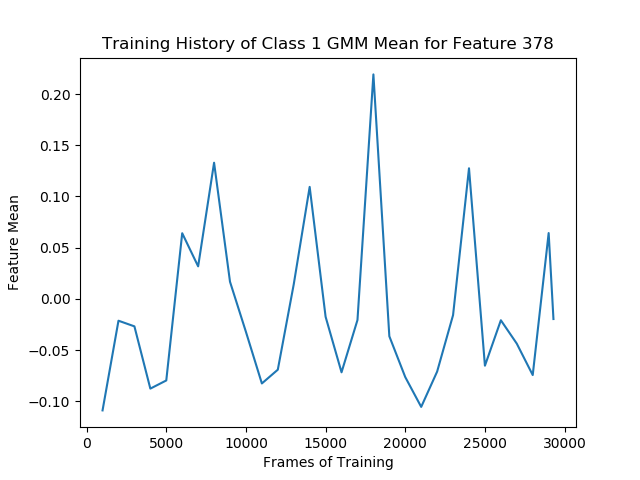 Training History of Class 1 GMM Mean for Feature 378
0.20
0.15
0.10
0.05
0.00
−0.05
−0.10
Feature Mean
0 5000 10000 15000 20000 25000 30000
Frames of Training